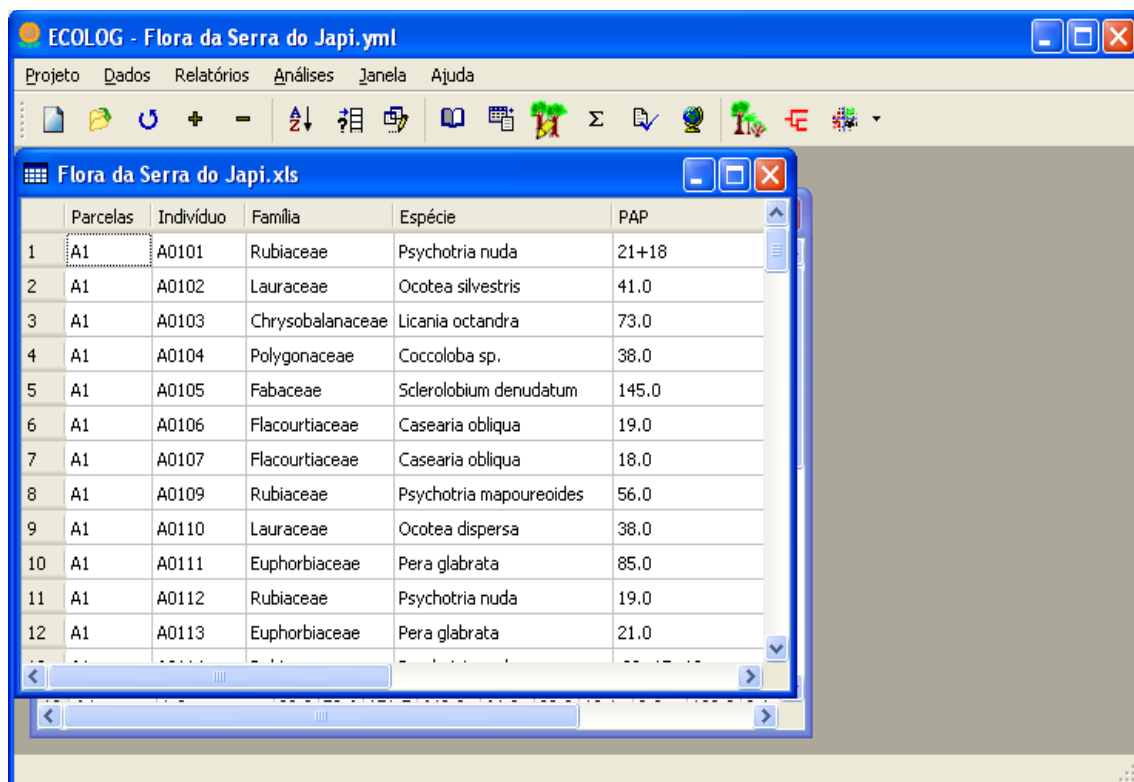 ECOLOG - Flora da Serra do Japi.yml
Projeto Dados Relatórios Análises Janela Ajuda
Flora da Serra do Japi.xls
Parcelas Indivíduo Família Espécie PAP
1 A1 A0101 Rubiaceae Psychotria nuda 21+18
2 A1 A0102 Lauraceae Ocotea silvestris 41.0
3 A1 A0103 Chrysobalanaceae Licania octandra 73.0
4 A1 A0104 Polygonaceae Coccoloba sp. 38.0
5 A1 A0105 Fabaceae Sclerolobium denudatum 145.0
6 A1 A0106 Flacourtiaceae Casearia obliqua 19.0
7 A1 A0107 Flacourtiaceae Casearia obliqua 18.0
8 A1 A0109 Rubiaceae Psychotria mapoureoides 56.0
9 A1 A0110 Lauraceae Ocotea dispersa 38.0
10 A1 A0111 Euphorbiaceae Pera glabrata 85.0
11 A1 A0112 Rubiaceae Psychotria nuda 19.0
12 A1 A0113 Euphorbiaceae Pera glabrata 21.0